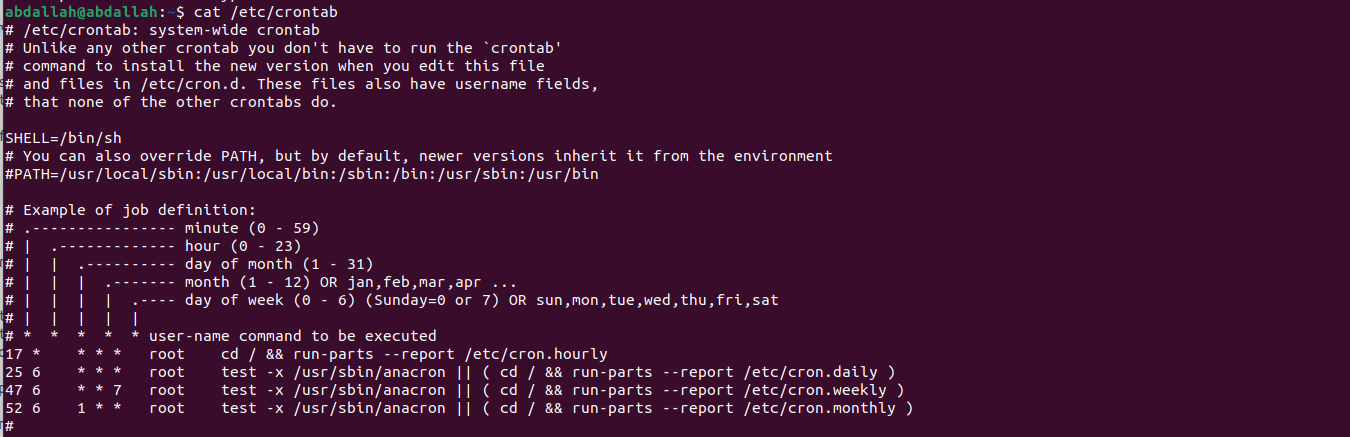 abdallah@abdallah:~$ cat /etc/crontab
# /etc/crontab: system-wide crontab
# Unlike any other crontab you don't have to run the `crontab'
# command to install the new version when you edit this file
# and files in /etc/cron.d. These files also have username fields,
# that none of the other crontabs do.

SHELL=/bin/sh
# You can also override PATH, but by default, newer versions inherit it from the environment
#PATH=/usr/local/sbin:/usr/local/bin:/sbin:/bin:/usr/sbin:/usr/bin

# Example of job definition:
# .---------------- minute (0 - 59)
# |  .------------- hour (0 - 23)
# |  |  .---------- day of month (1 - 31)
# |  |  |  .------- month (1 - 12) OR jan,feb,mar,apr ...
# |  |  |  |  .---- day of week (0 - 6) (Sunday=0 or 7) OR sun,mon,tue,wed,thu,fri,sat
# |  |  |  |  |
# *  *  *  *  * user-name command to be executed
17 *    * * *   root    cd / && run-parts --report /etc/cron.hourly
25 6    * * *   root    test -x /usr/sbin/anacron || ( cd / && run-parts --report /etc/cron.daily )
47 6    * * 7   root    test -x /usr/sbin/anacron || ( cd / && run-parts --report /etc/cron.weekly )
52 6    1 * *   root    test -x /usr/sbin/anacron || ( cd / && run-parts --report /etc/cron.monthly )
#